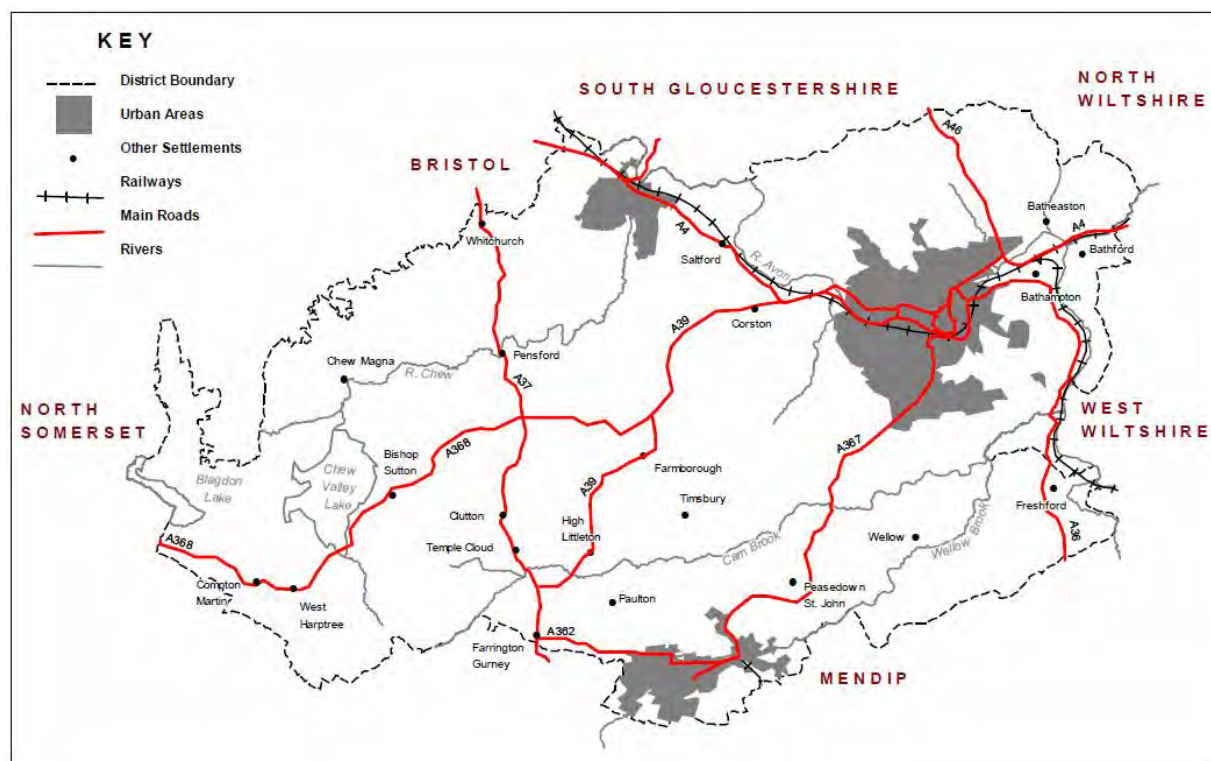 KEY
District Boundary
Urban Areas
Other Settlements
Railways
Main Roads
Rivers
SOUTH GLOUCESTERSHIRE
NORTH
WILTSHIRE
BRISTOL
A46
Batheaston
A4
Bathford
Whitchurch
A4
Saltford
R. Avon
Bathampton
Corston
A39
Pensford
Chew Magna
R. Chew
A37
NORTH
SOMERSET
WEST
WILTSHIRE
Bishop
Sutton
A368
A367
Farmborough
Blagdon
Lake
Chew
Valley
Lake
A39
Timsbury
Freshford
Clutton
High
Littleton
Wellow
Wellow Brook
A36
Temple Cloud
Cam Brook
A368
Compton
Martin
West
Harptree
Paulton
Peasedown
St. John
A362
Farrington
Gurney
MENDIP